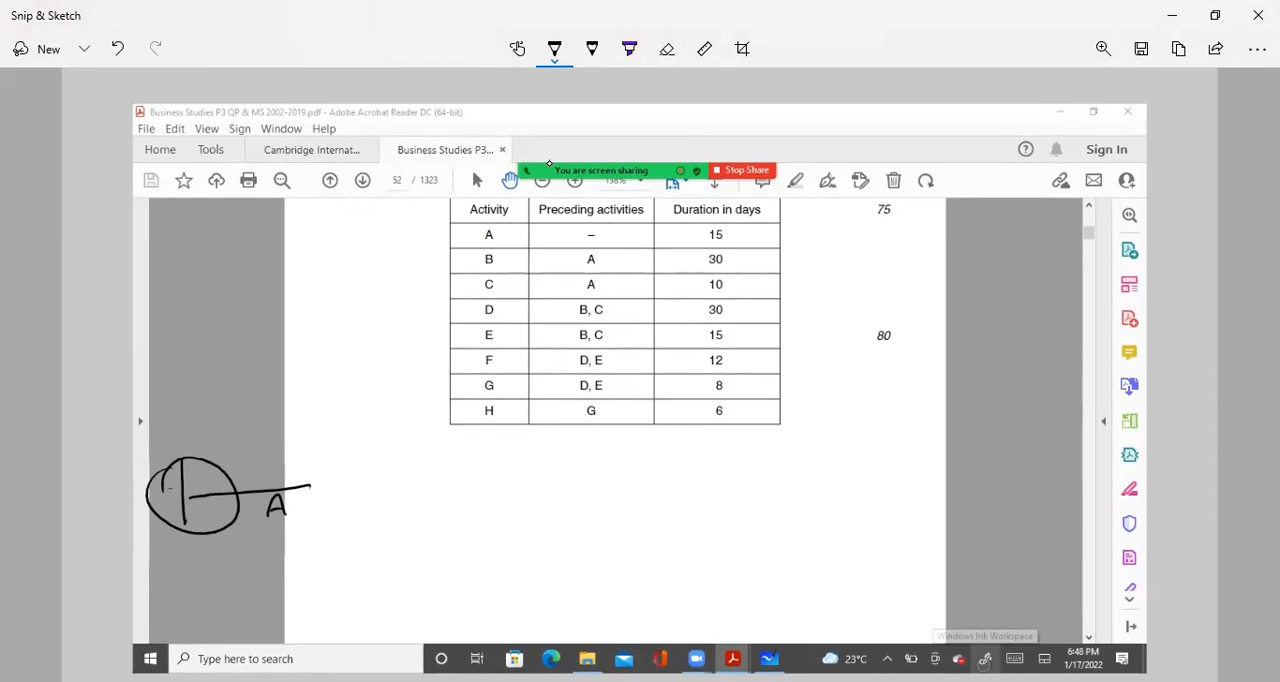 Snip & Sketch
New
Business Studies P3 QP & MS 2002-2019.pdf - Adobe Acrobat Reader DC (64-bit)
File Edit View Sign Window Help
Home Tools Cambridge Internat... Business Studies P3... × Sign In
You are screen sharing Stop Share
52 / 1323 138%
Activity Preceding activities Duration in days 75
A – 15
B A 30
C A 10
D B, C 30
E B, C 15 80
F D, E 12
G D, E 8
H G 6
A
Windows Ink Workspace
Type here to search 23°C 6:48 PM
1/17/2022